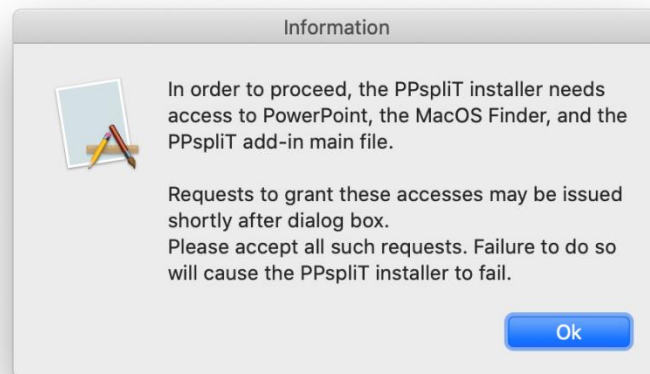 Information
In order to proceed, the PPspliT installer needs
access to PowerPoint, the MacOS Finder, and the
PPspliT add-in main file.
Requests to grant these accesses may be issued
shortly after dialog box.
Please accept all such requests. Failure to do so
will cause the PPspliT installer to fail.
Ok